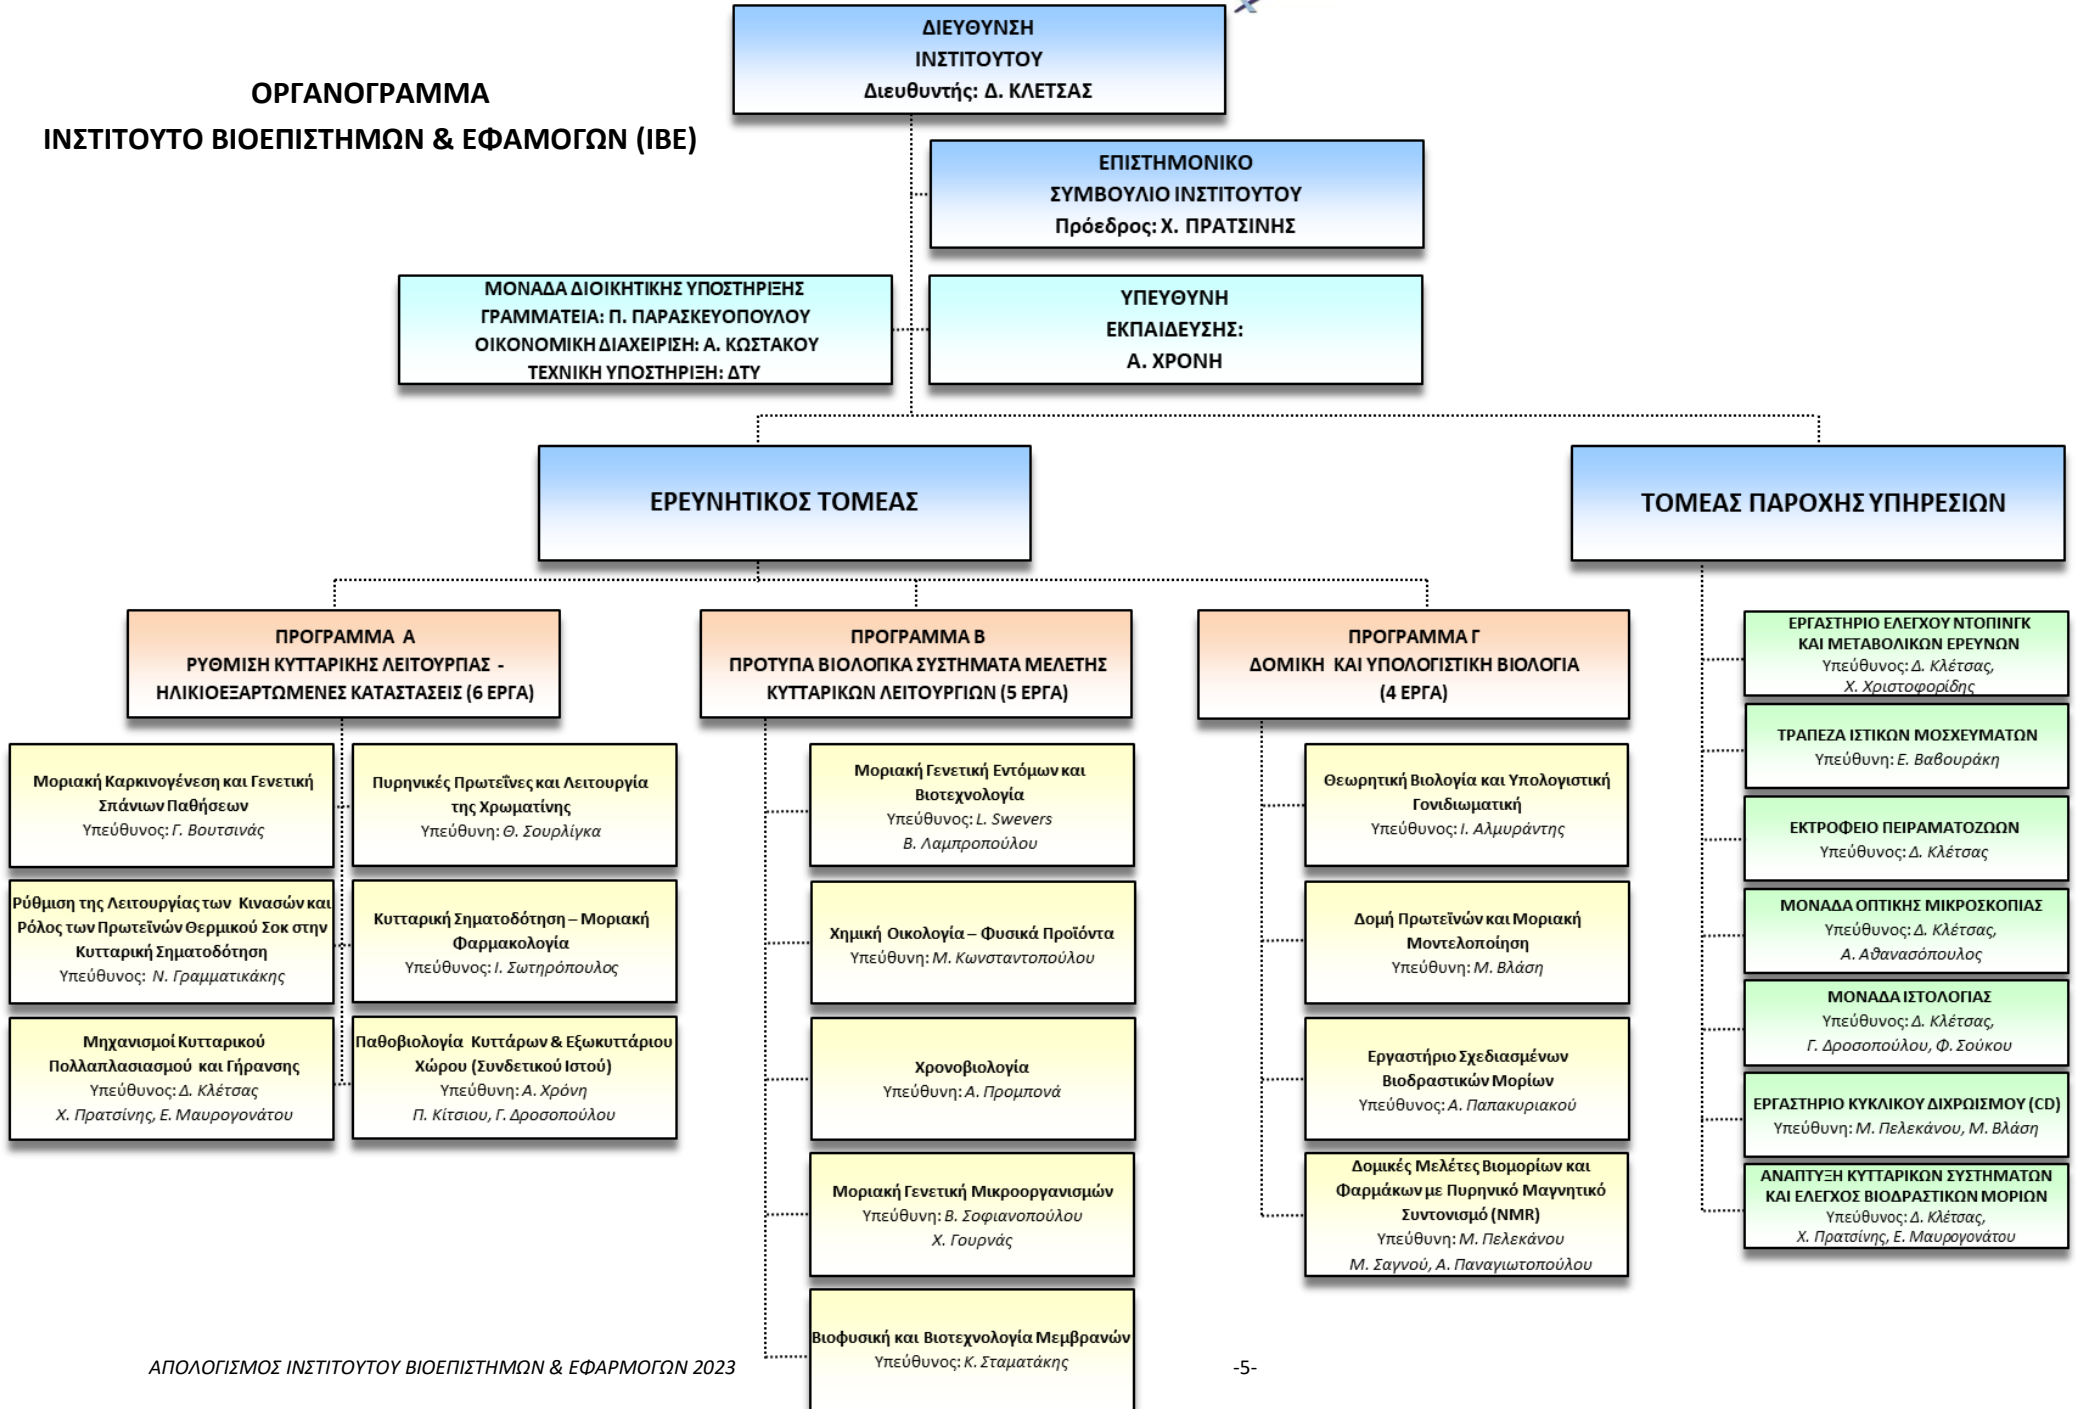 ΟΡΓΑΝΟΓΡΑΜΜΑ
ΙΝΣΤΙΤΟΥΤΟ ΒΙΟΕΠΙΣΤΗΜΩΝ & ΕΦΑΜΟΓΩΝ (ΙΒΕ)
ΔΙΕΥΘΥΝΣΗ
ΙΝΣΤΙΤΟΥΤΟΥ
Διευθυντής: Δ. ΚΛΕΤΣΑΣ
ΕΠΙΣΤΗΜΟΝΙΚΟ
ΣΥΜΒΟΥΛΙΟ ΙΝΣΤΙΤΟΥΤΟΥ
Πρόεδρος: Χ. ΠΡΑΤΣΙΝΗΣ
ΜΟΝΑΔΑ ΔΙΟΙΚΗΤΙΚΗΣ ΥΠΟΣΤΗΡΙΞΗΣ
ΓΡΑΜΜΑΤΕΙΑ: Π. ΠΑΡΑΣΚΕΥΟΠΟΥΛΟΥ
ΟΙΚΟΝΟΜΙΚΗ ΔΙΑΧΕΙΡΙΣΗ: Α. ΚΩΣΤΑΚΟΥ
ΤΕΧΝΙΚΗ ΥΠΟΣΤΗΡΙΞΗ: ΔΤΥ
ΥΠΕΥΘΥΝΗ
ΕΚΠΑΙΔΕΥΣΗΣ:
Α. ΧΡΟΝΗ
ΕΡΕΥΝΗΤΙΚΟΣ ΤΟΜΕΑΣ
ΤΟΜΕΑΣ ΠΑΡΟΧΗΣ ΥΠΗΡΕΣΙΩΝ
ΠΡΟΓΡΑΜΜΑ Α
ΡΥΘΜΙΣΗ ΚΥΤΤΑΡΙΚΗΣ ΛΕΙΤΟΥΡΓΙΑΣ -
ΗΛΙΚΙΟΕΞΑΡΤΩΜΕΝΕΣ ΚΑΤΑΣΤΑΣΕΙΣ (6 ΕΡΓΑ)
Μοριακή Καρκινογένεση και Γενετική
Σπάνιων Παθήσεων
Υπεύθυνος: Γ. Βουτσινάς
Πυρηνικές Πρωτεΐνες και Λειτουργία
της Χρωματίνης
Υπεύθυνη: Θ. Σουρλίγκα
Ρύθμιση της Λειτουργίας των Κινασών και
Ρόλος των Πρωτεϊνών Θερμικού Σοκ στην
Κυτταρική Σηματοδότηση
Υπεύθυνος: Ν. Γραμματικάκης
Κυτταρική Σηματοδότηση – Μοριακή
Φαρμακολογία
Υπεύθυνος: Ι. Σωτηρόπουλος
Μηχανισμοί Κυτταρικού
Πολλαπλασιασμού και Γήρανσης
Υπεύθυνος: Δ. Κλέτσας
Χ. Πρατσίνης, Ε. Μαυρογονάτου
Παθοβιολογία Κυττάρων & Εξωκυττάριου
Χώρου (Συνδετικού Ιστού)
Υπεύθυνη: Α. Χρόνη
Π. Κίτσιου, Γ. Δροσοπούλου
ΠΡΟΓΡΑΜΜΑ Β
ΠΡΟΤΥΠΑ ΒΙΟΛΟΓΙΚΑ ΣΥΣΤΗΜΑΤΑ ΜΕΛΕΤΗΣ
ΚΥΤΤΑΡΙΚΩΝ ΛΕΙΤΟΥΡΓΙΩΝ (5 ΕΡΓΑ)
Μοριακή Γενετική Εντόμων και
Βιοτεχνολογία
Υπεύθυνος: L. Swevers
Β. Λαμπροπούλου
Χημική Οικολογία – Φυσικά Προϊόντα
Υπεύθυνη: Μ. Κωνσταντοπούλου
Χρονοβιολογία
Υπεύθυνη: Α. Προμπονά
Μοριακή Γενετική Μικροοργανισμών
Υπεύθυνη: Β. Σοφιανοπούλου
Χ. Γουρνάς
Βιοφυσική και Βιοτεχνολογία Μεμβρανών
Υπεύθυνος: Κ. Σταματάκης
ΠΡΟΓΡΑΜΜΑ Γ
ΔΟΜΙΚΗ ΚΑΙ ΥΠΟΛΟΓΙΣΤΙΚΗ ΒΙΟΛΟΓΙΑ
(4 ΕΡΓΑ)
Θεωρητική Βιολογία και Υπολογιστική
Γονιδιωματική
Υπεύθυνος: Ι. Αλμυράντης
Δομή Πρωτεϊνών και Μοριακή
Μοντελοποίηση
Υπεύθυνη: Μ. Βλάση
Εργαστήριο Σχεδιασμένων
Βιοδραστικών Μορίων
Υπεύθυνος: Α. Παπακυριακού
Δομικές Μελέτες Βιομορίων και
Φαρμάκων με Πυρηνικό Μαγνητικό
Συντονισμό (NMR)
Υπεύθυνη: Μ. Πελεκάνου
Μ. Σαγνού, Α. Παναγιωτοπούλου
ΕΡΓΑΣΤΗΡΙΟ ΕΛΕΓΧΟΥ ΝΤΟΠΙΝΓΚ
ΚΑΙ ΜΕΤΑΒΟΛΙΚΩΝ ΕΡΕΥΝΩΝ
Υπεύθυνος: Δ. Κλέτσας,
Χ. Χριστοφορίδης
ΤΡΑΠΕΖΑ ΙΣΤΙΚΩΝ ΜΟΣΧΕΥΜΑΤΩΝ
Υπεύθυνη: Ε. Βαβουράκη
ΕΚΤΡΟΦΕΙΟ ΠΕΙΡΑΜΑΤΟΖΩΩΝ
Υπεύθυνος: Δ. Κλέτσας
ΜΟΝΑΔΑ ΟΠΤΙΚΗΣ ΜΙΚΡΟΣΚΟΠΙΑΣ
Υπεύθυνος: Δ. Κλέτσας,
Α. Αθανασόπουλος
ΜΟΝΑΔΑ ΙΣΤΟΛΟΓΙΑΣ
Υπεύθυνος: Δ. Κλέτσας,
Γ. Δροσοπούλου, Φ. Σούκου
ΕΡΓΑΣΤΗΡΙΟ ΚΥΚΛΙΚΟΥ ΔΙΧΡΩΙΣΜΟΥ (CD)
Υπεύθυνη: Μ. Πελεκάνου, Μ. Βλάση
ΑΝΑΠΤΥΞΗ ΚΥΤΤΑΡΙΚΩΝ ΣΥΣΤΗΜΑΤΩΝ
ΚΑΙ ΕΛΕΓΧΟΣ ΒΙΟΔΡΑΣΤΙΚΩΝ ΜΟΡΙΩΝ
Υπεύθυνος: Δ. Κλέτσας,
Χ. Πρατσίνης, Ε. Μαυρογονάτου
ΑΠΟΛΟΓΙΣΜΟΣ ΙΝΣΤΙΤΟΥΤΟΥ ΒΙΟΕΠΙΣΤΗΜΩΝ & ΕΦΑΡΜΟΓΩΝ 2023
-5-